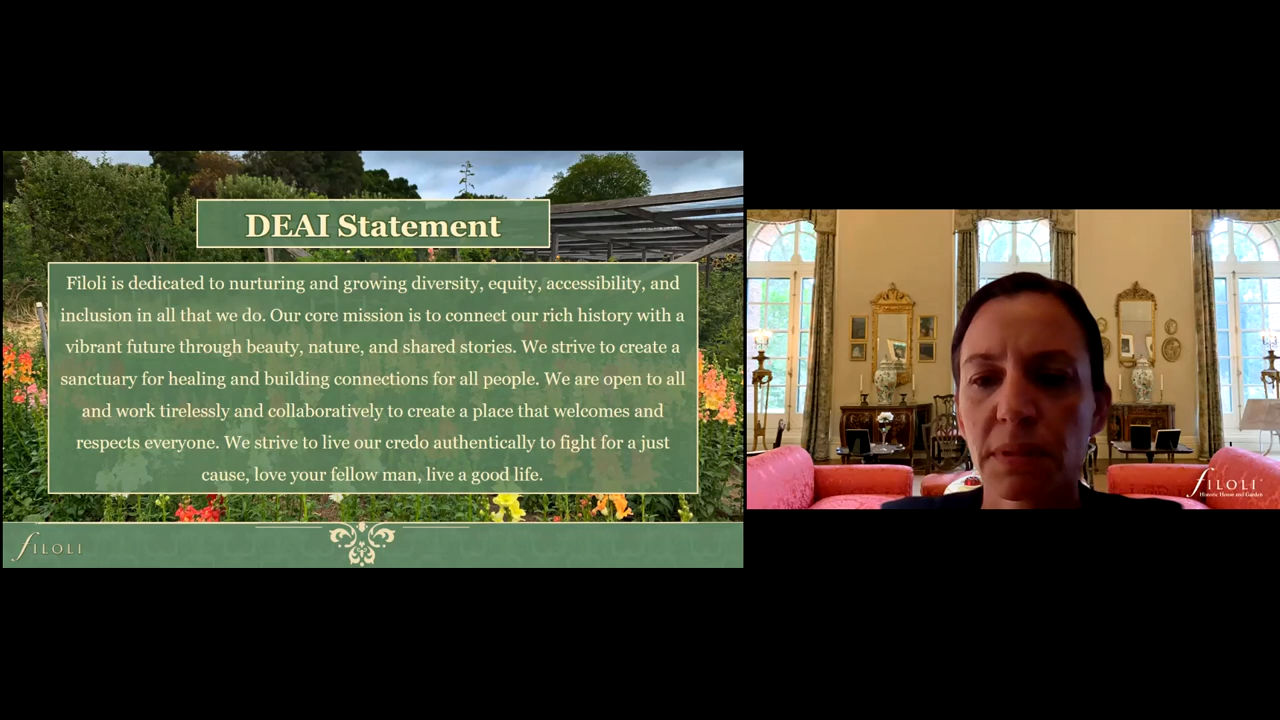 DEAI Statement
Filoli is dedicated to nurturing and growing diversity, equity, accessibility, and
inclusion in all that we do. Our core mission is to connect our rich history with a
vibrant future through beauty, nature, and shared stories. We strive to create a
sanctuary for healing and building connections for all people. We are open to all
and work tirelessly and collaboratively to create a place that welcomes and
respects everyone. We strive to live our credo authentically to fight for a just
cause, love your fellow man, live a good life.
FILOLI
FILOLI
Historic House and Garden